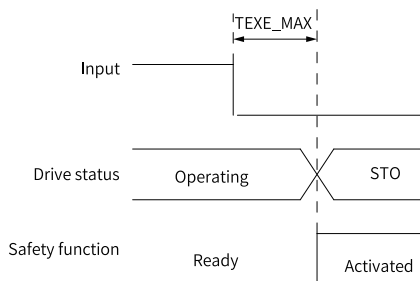 TEXE_MAX
Input
Drive status
Operating
STO
Safety function
Ready
Activated